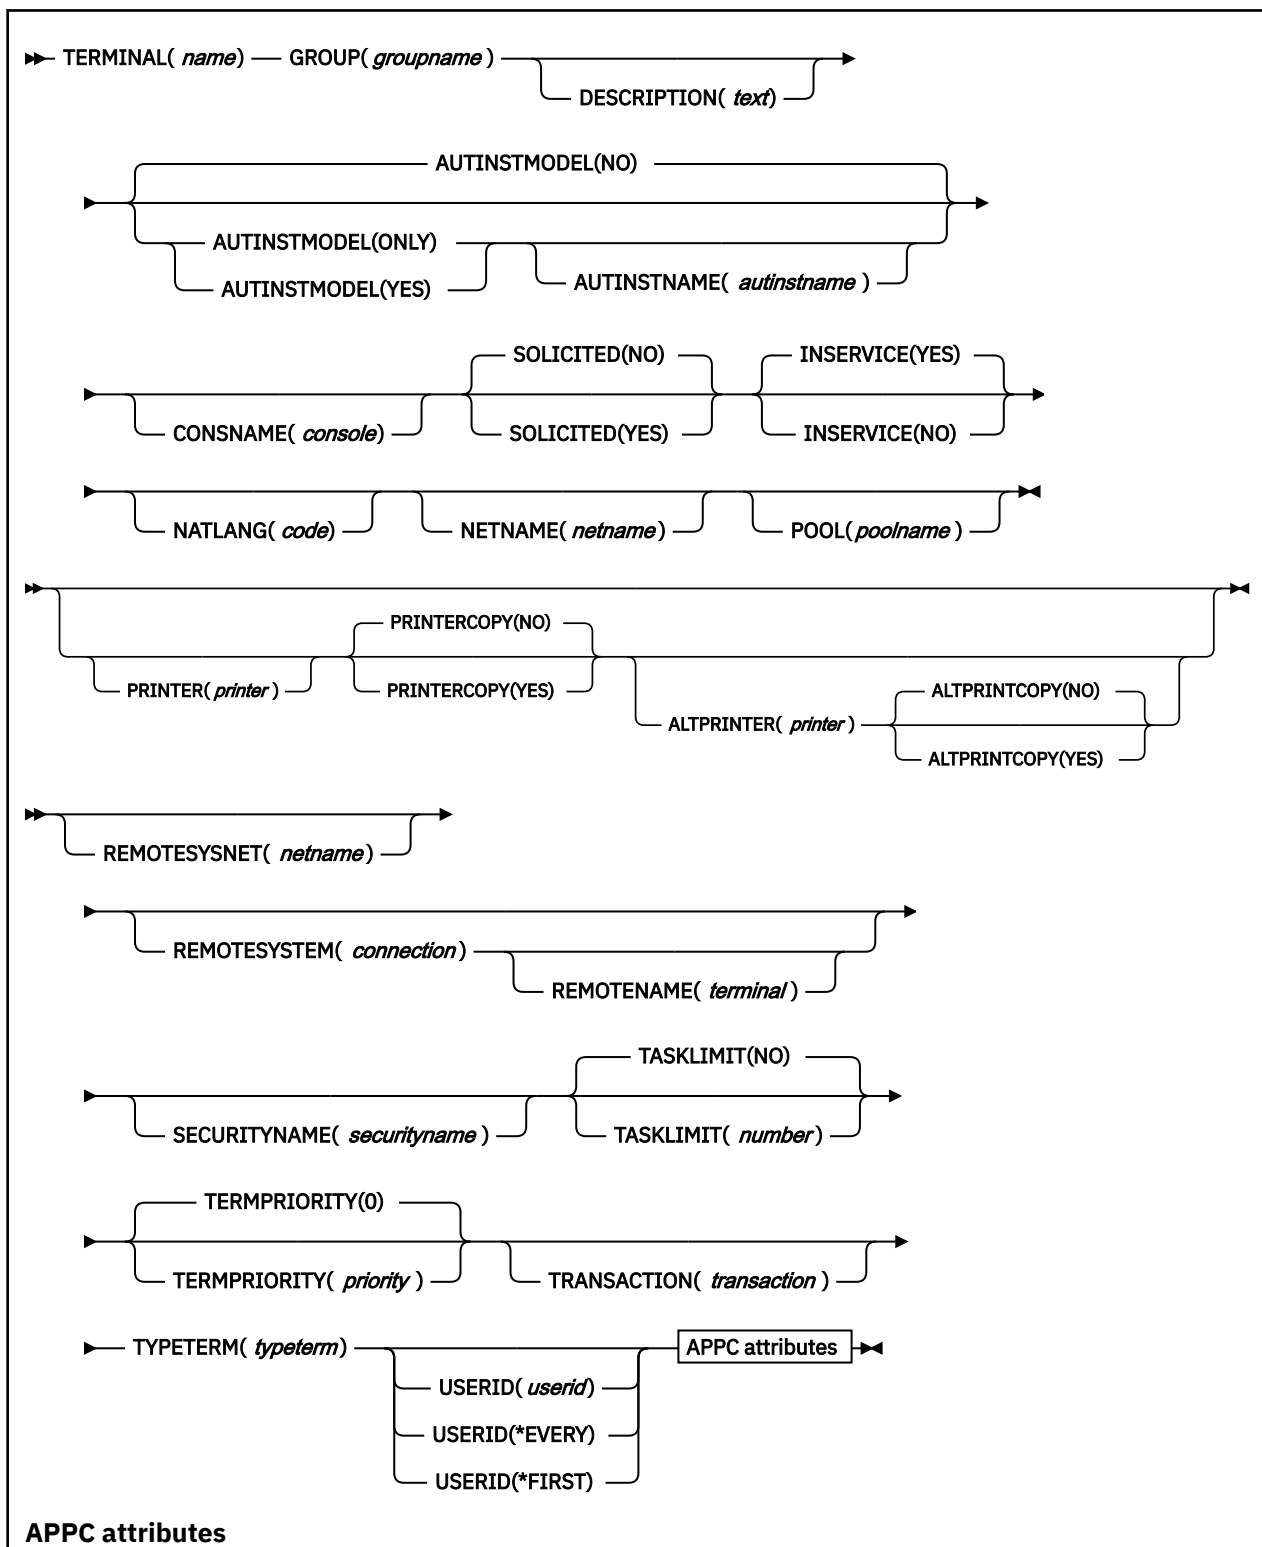 TERMINAL( name) GROUP( groupname )
DESCRIPTION( text)
AUTINSTMODEL(NO)
AUTINSTMODEL(ONLY)
AUTINSTMODEL(YES)
AUTINSTNAME( autinstname )
SOLICITED(NO) INSERVICE(YES)
CONSNAME( console) SOLICITED(YES) INSERVICE(NO)
NATLANG( code) NETNAME( netname) POOL( poolname )
PRINTERCOPY(NO)
PRINTER( printer ) PRINTERCOPY(YES) ALTPRINTCOPY(NO)
ALTPRINTER( printer )
ALTPRINTCOPY(YES)
REMOTESYSNET( netname)
REMOTESYSTEM( connection)
REMOTENAME( terminal )
TASKLIMIT(NO)
SECURITYNAME( securityname ) TASKLIMIT( number)
TERMPRIORITY(0)
TERMPRIORITY( priority ) TRANSACTION( transaction )
TYPETERM( typeterm) APPC attributes
USERID( userid)
USERID(*EVERY)
USERID(*FIRST)
APPC attributes